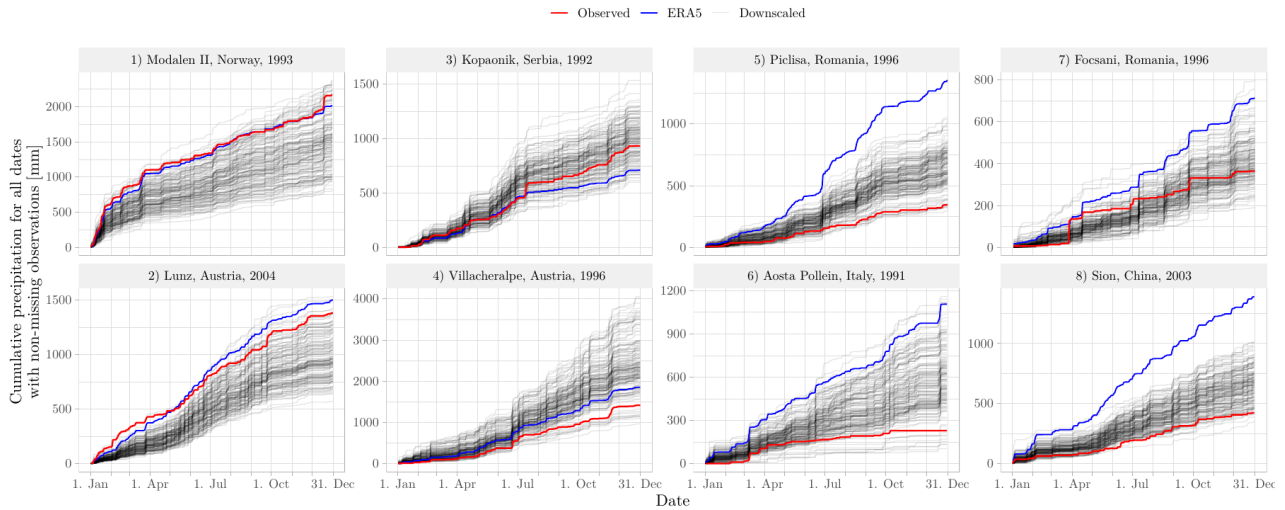 Observed ERA5 Downscaled
Cumulative precipitation for all dates
with non-missing observations [mm]
1) Modalen II, Norway, 1993
2000
1500
1000
500
0
3) Kopaonik, Serbia, 1992
1500
1000
500
0
5) Piclisa, Romania, 1996
1000
500
0
7) Focsani, Romania, 1996
800
600
400
200
0
2) Lunz, Austria, 2004
1500
1000
500
0
1. Jan 1. Apr 1. Jul 1. Oct 31. Dec
4) Villacheralpe, Austria, 1996
4000
3000
2000
1000
0
1. Jan 1. Apr 1. Jul 1. Oct 31. Dec
6) Aosta Pollein, Italy, 1991
1200
900
600
300
0
1. Jan 1. Apr 1. Jul 1. Oct 31. Dec
8) Sion, China, 2003
1000
500
0
1. Jan 1. Apr 1. Jul 1. Oct 31. Dec
Date